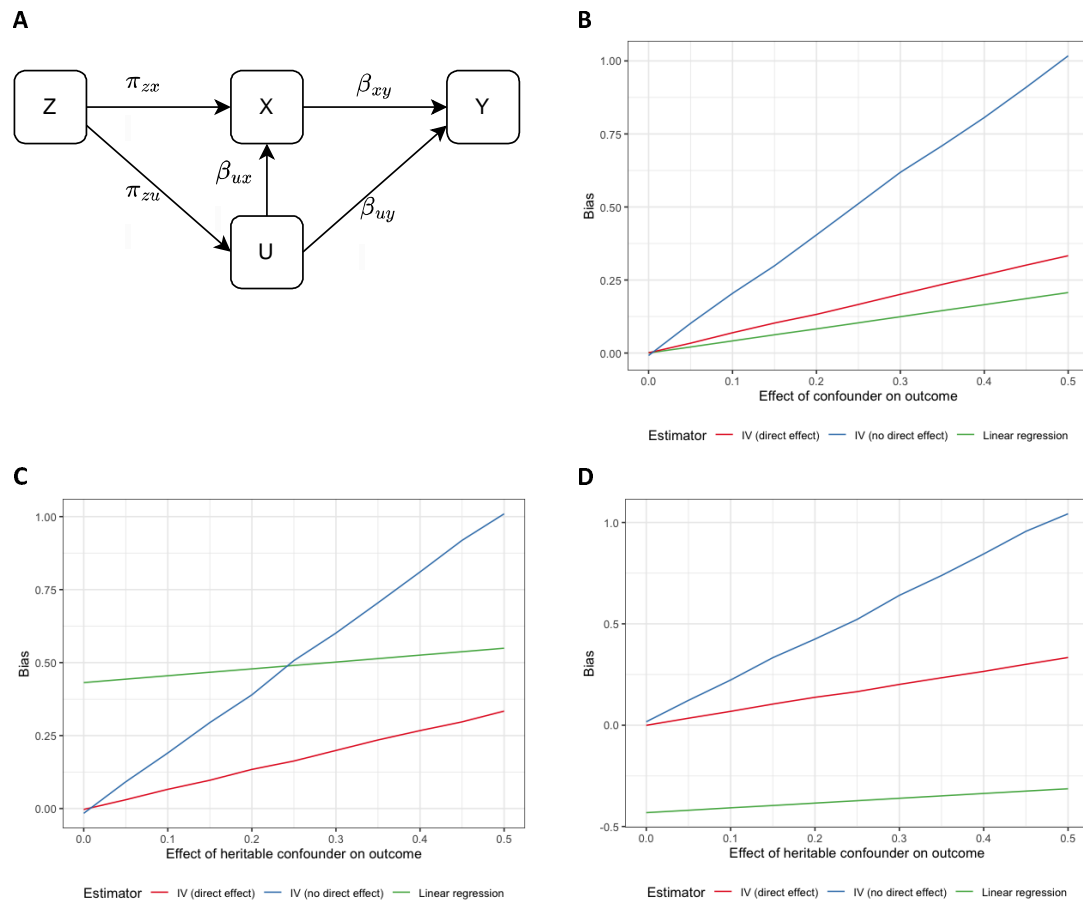 A
Z
π_zx
X
β_xy
Y
π_zu
β_ux
U
β_uy
B
Bias
1.00
0.75
0.50
0.25
0.00
0.0 0.1 0.2 0.3 0.4 0.5
Effect of confounder on outcome
Estimator IV (direct effect) IV (no direct effect) Linear regression
C
Bias
1.00
0.75
0.50
0.25
0.00
0.0 0.1 0.2 0.3 0.4 0.5
Effect of heritable confounder on outcome
Estimator IV (direct effect) IV (no direct effect) Linear regression
D
Bias
1.0
0.5
0.0
-0.5
0.0 0.1 0.2 0.3 0.4 0.5
Effect of heritable confounder on outcome
Estimator IV (direct effect) IV (no direct effect) Linear regression